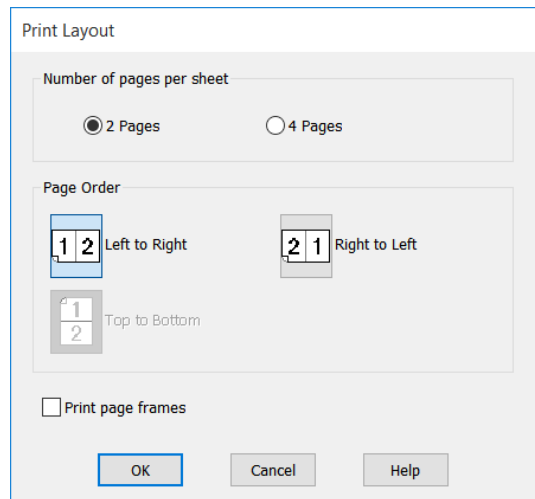 Print Layout
Number of pages per sheet
2 Pages
4 Pages
Page Order
1 2 Left to Right
2 1 Right to Left
1
2
Top to Bottom
Print page frames
OK
Cancel
Help